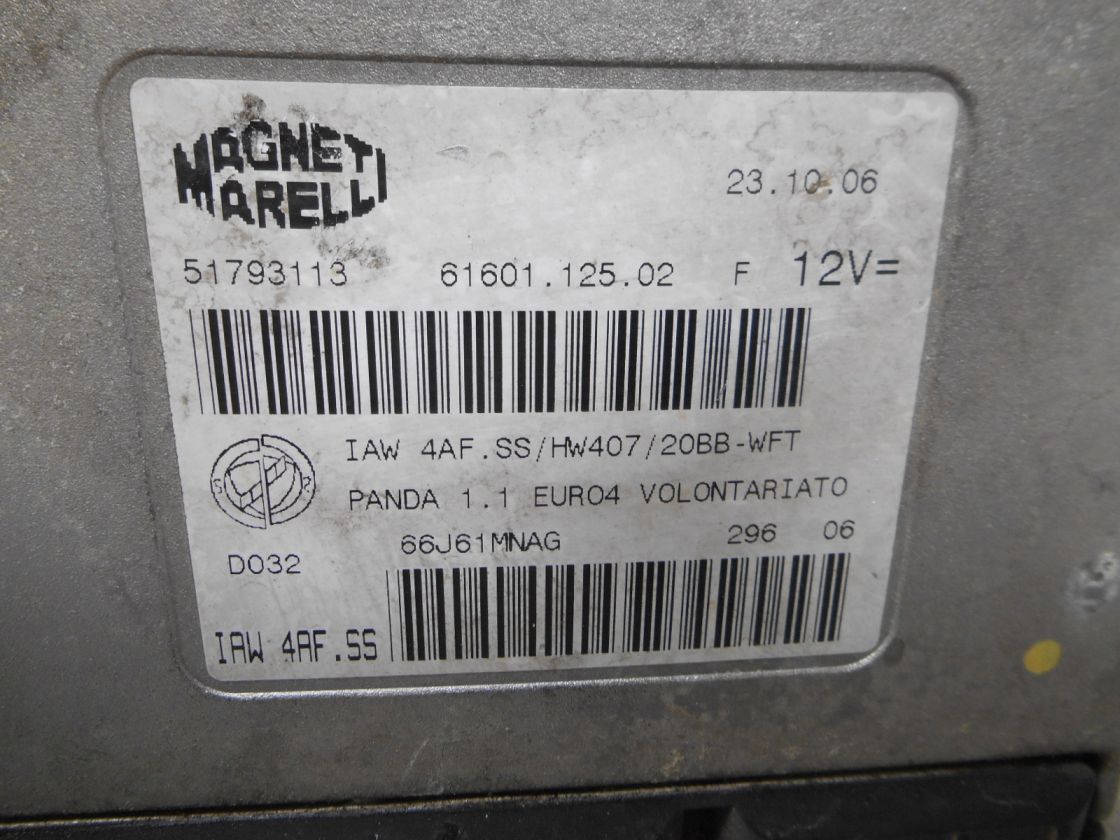 MAGNETI
MARELLI
23.10.06
51793113 61601.125.02 F 12V=
IAW 4AF.SS/HW407/20BB-WFT
PANDA 1.1 EURO4 VOLONTARIATO
66J61MNAG 296 06
D032
IAW 4AF.SS